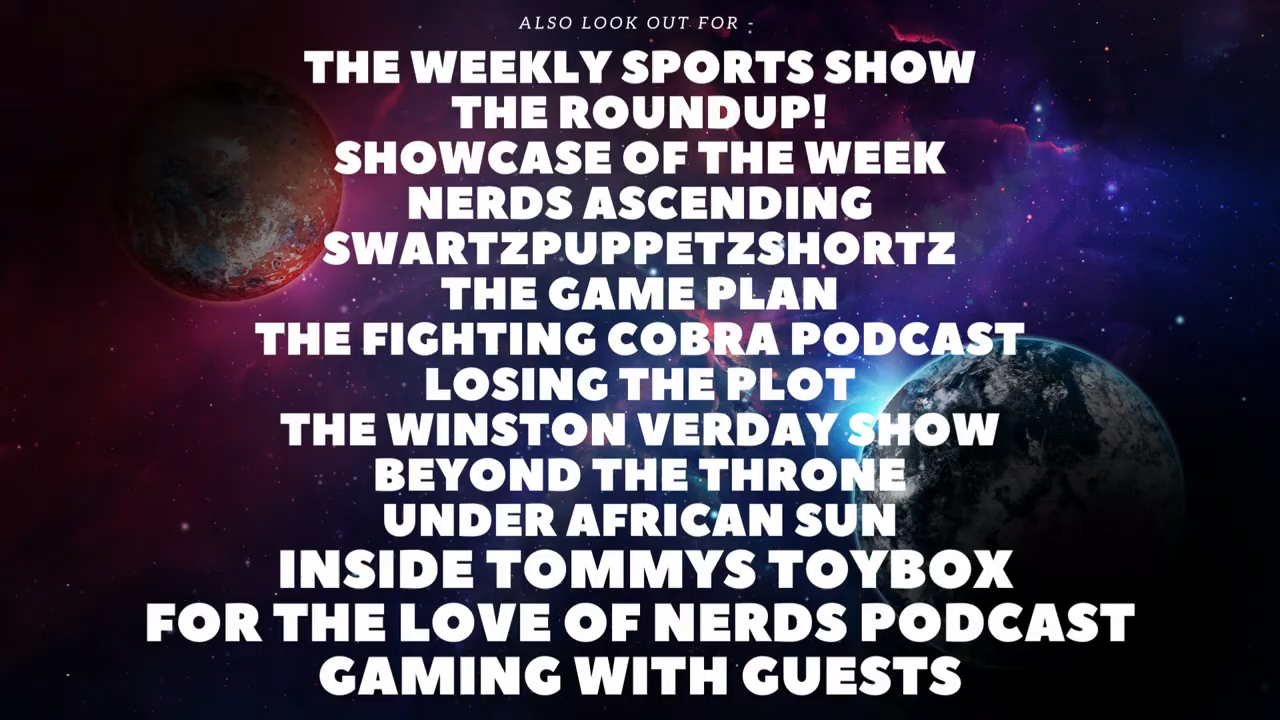 ALSO LOOK OUT FOR -
THE WEEKLY SPORTS SHOW
THE ROUNDUP!
SHOWCASE OF THE WEEK
NERDS ASCENDING
SWARTZPUPPETZSHORTZ
THE GAME PLAN
THE FIGHTING COBRA PODCAST
LOSING THE PLOT
THE WINSTON VERDAY SHOW
BEYOND THE THRONE
UNDER AFRICAN SUN
INSIDE TOMMYS TOYBOX
FOR THE LOVE OF NERDS PODCAST
GAMING WITH GUESTS